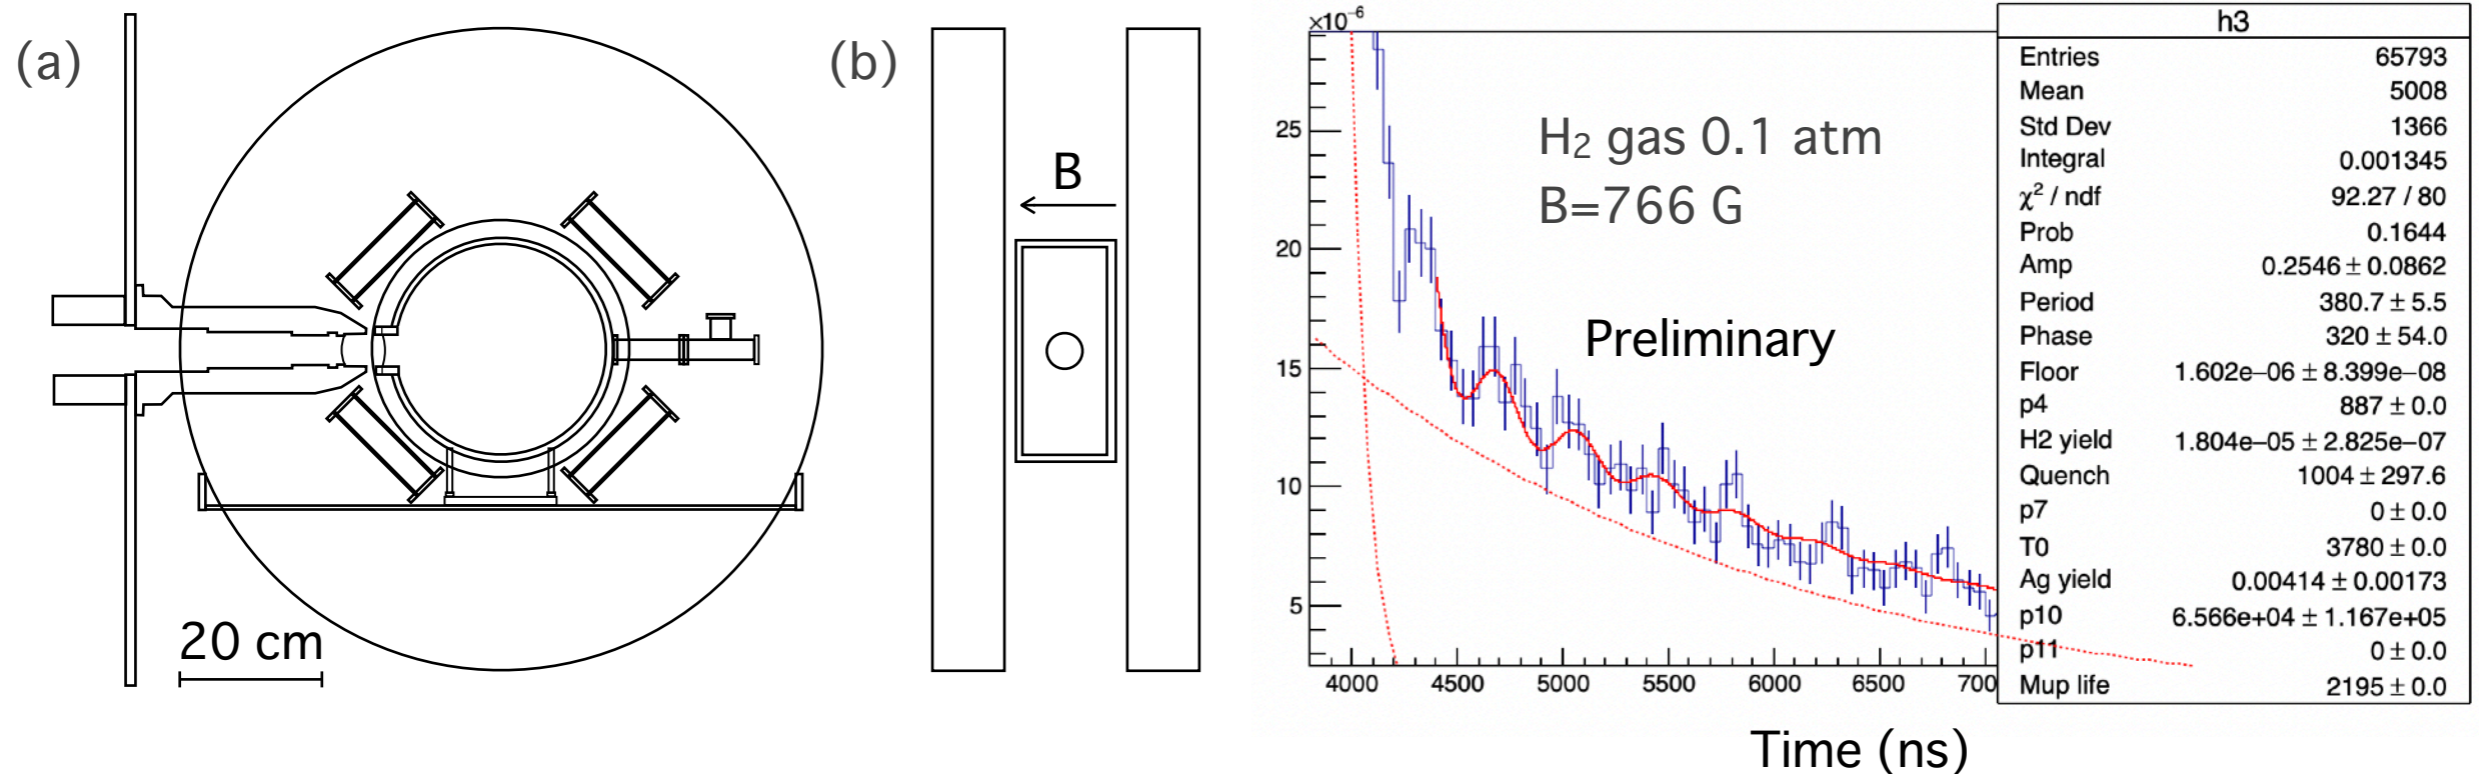 (a)
20 cm
(b)
B
×10⁻⁶
25
20
15
10
5
H₂ gas 0.1 atm
B=766 G
Preliminary
4000 4500 5000 5500 6000 6500 700
Time (ns)
h3
Entries 65793
Mean 5008
Std Dev 1366
Integral 0.001345
χ² / ndf 92.27 / 80
Prob 0.1644
Amp 0.2546 ± 0.0862
Period 380.7 ± 5.5
Phase 320 ± 54.0
Floor 1.602e−06 ± 8.399e−08
p4 887 ± 0.0
H2 yield 1.804e−05 ± 2.825e−07
Quench 1004 ± 297.6
p7 0 ± 0.0
T0 3780 ± 0.0
Ag yield 0.00414 ± 0.00173
p10 6.566e+04 ± 1.167e+05
p11 0 ± 0.0
Mup life 2195 ± 0.0